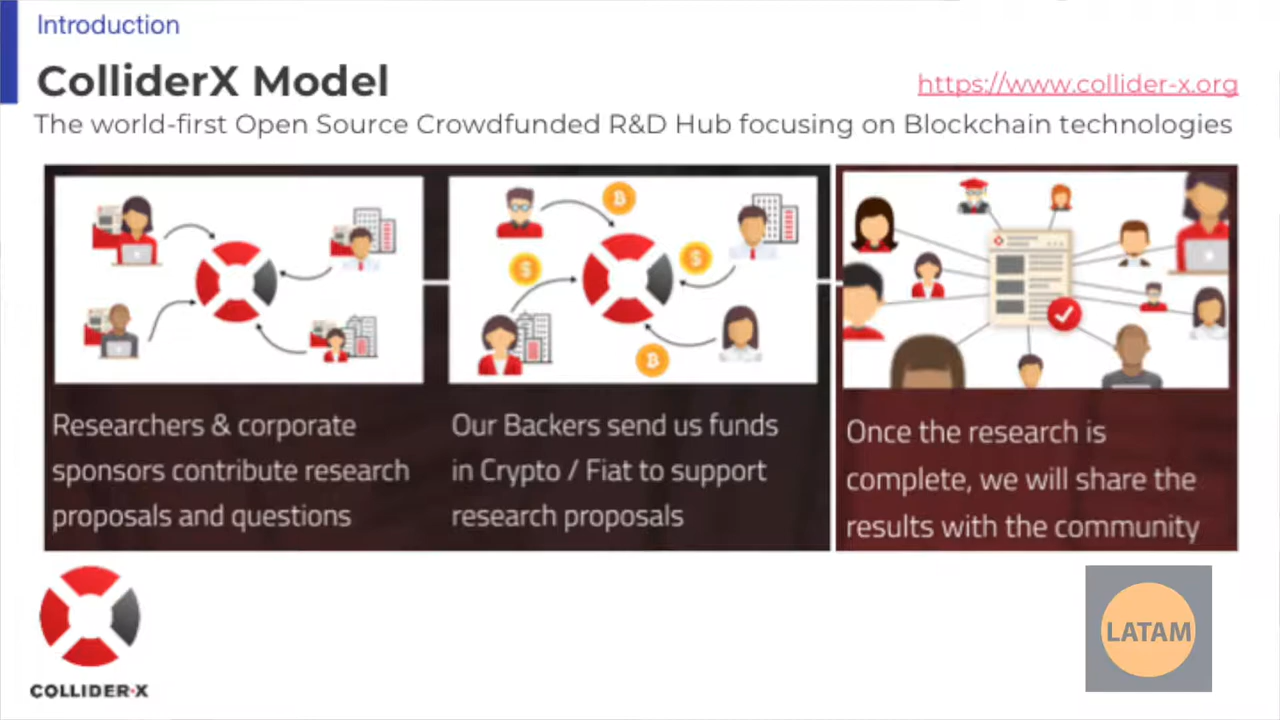 Introduction
ColliderX Model
https://www.collider-x.org
The world-first Open Source Crowdfunded R&D Hub focusing on Blockchain technologies
Researchers & corporate
sponsors contribute research
proposals and questions
Our Backers send us funds
in Crypto / Fiat to support
research proposals
Once the research is
complete, we will share the
results with the community
COLLIDER·X
LATAM